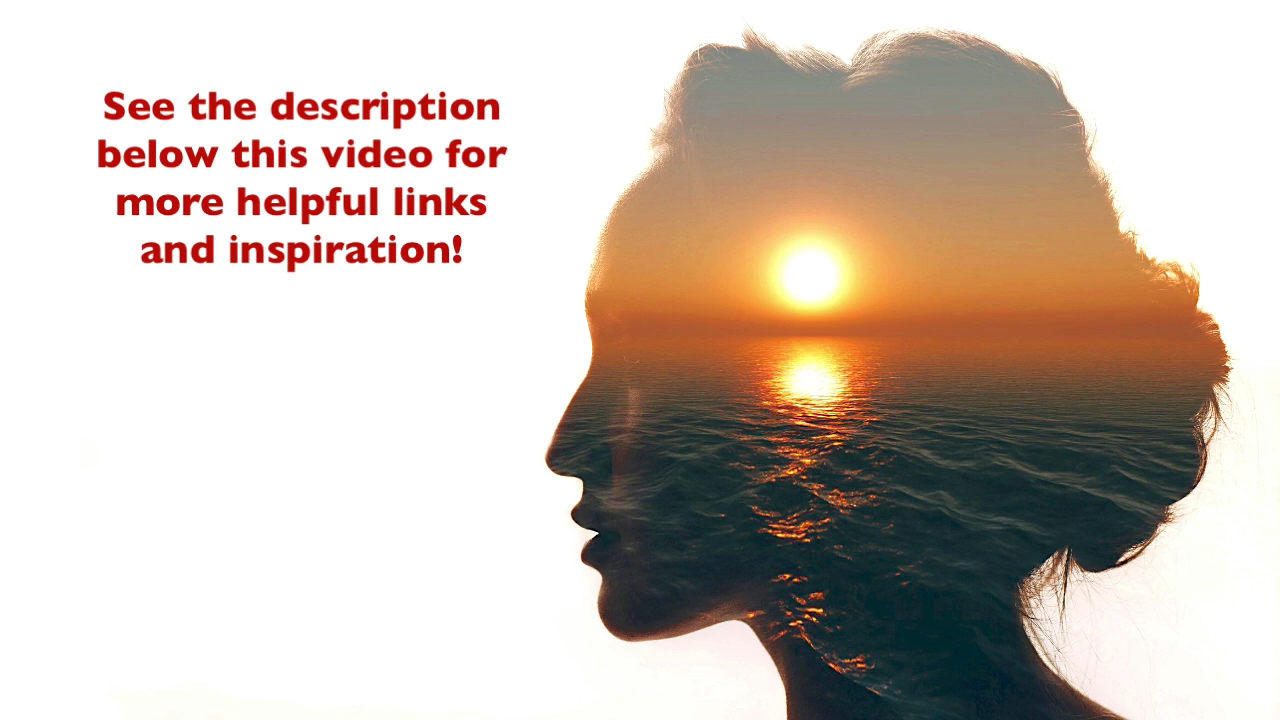 See the description
below this video for
more helpful links
and inspiration!